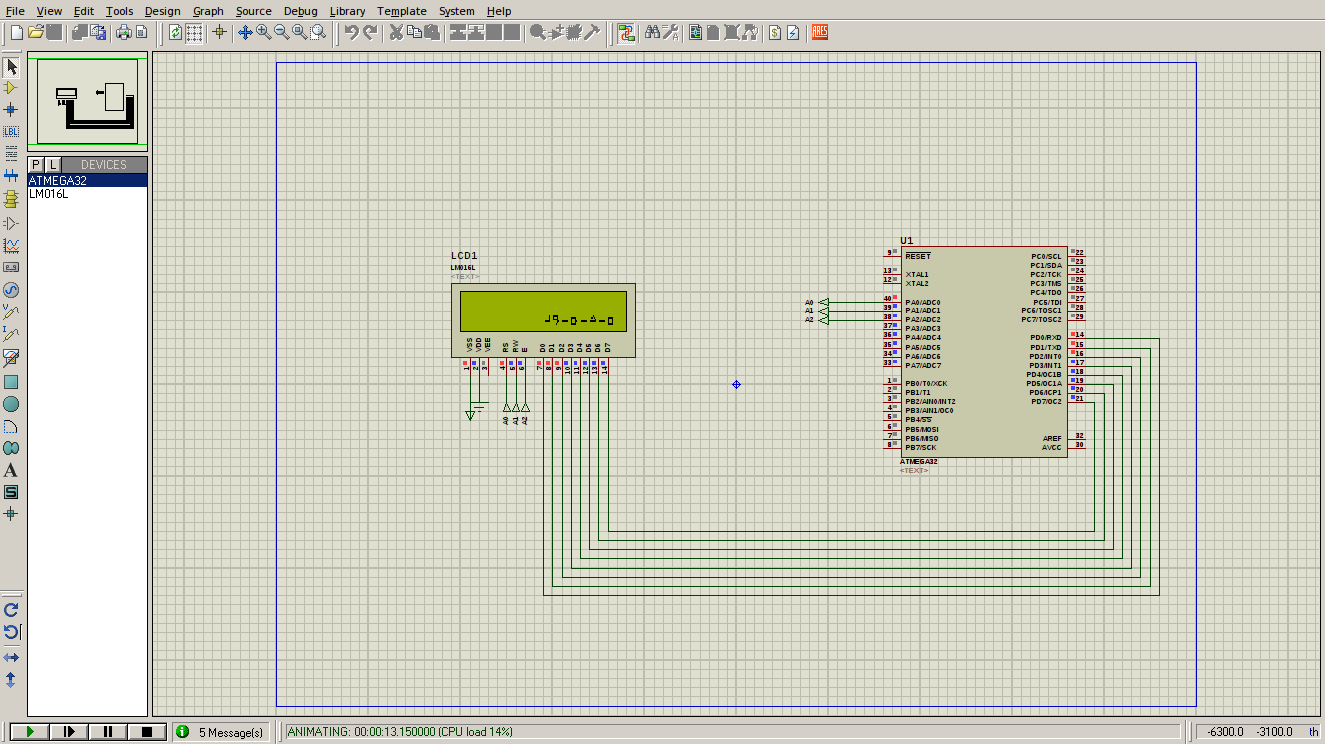 File View Edit Tools Design Graph Source Debug Library Template System Help
LBL
ARES
P L DEVICES
ATMEGA32
LM016L
A
S
LCD1
LM016L
<TEXT>
VSS VDD VEE RS RW E D0 D1 D2 D3 D4 D5 D6 D7
1 2 3 4 5 6 7 8 9 10 11 12 13 14
A0 A1 A2
A0
A1
A2
U1
9 RESET PC0/SCL 22
PC1/SDA 23
13 XTAL1 PC2/TCK 24
12 XTAL2 PC3/TMS 25
PC4/TDO 26
40 PA0/ADC0 PC5/TDI 27
39 PA1/ADC1 PC6/TOSC1 28
38 PA2/ADC2 PC7/TOSC2 29
37 PA3/ADC3
36 PA4/ADC4 PD0/RXD 14
35 PA5/ADC5 PD1/TXD 15
34 PA6/ADC6 PD2/INT0 16
33 PA7/ADC7 PD3/INT1 17
PD4/OC1B 18
1 PB0/T0/XCK PD5/OC1A 19
2 PB1/T1 PD6/ICP1 20
3 PB2/AIN0/INT2 PD7/OC2 21
4 PB3/AIN1/OC0
5 PB4/SS
6 PB5/MOSI
7 PB6/MISO AREF 32
8 PB7/SCK AVCC 30
ATMEGA32
<TEXT>
5 Message(s) ANIMATING: 00:00:13.150000 (CPU load 14%) -6300.0 -3100.0 th